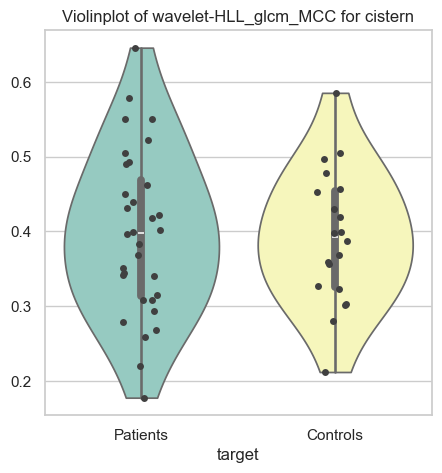 Violinplot of wavelet-HLL_glcm_MCC for cistern
0.6
0.5
0.4
0.3
0.2
Patients Controls
target